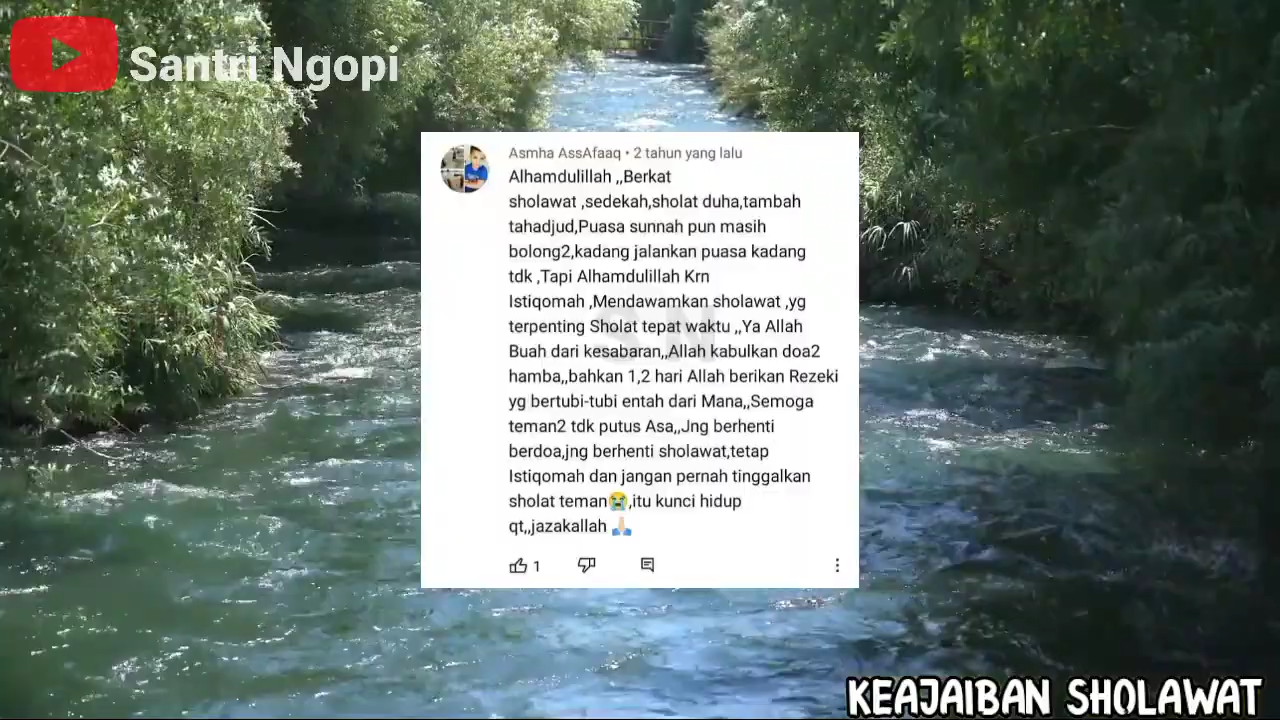 Santri Ngopi
Asmha AssAfaaq • 2 tahun yang lalu
Alhamdulillah ,,Berkat
sholawat ,sedekah,sholat duha,tambah
tahadjud,Puasa sunnah pun masih
bolong2,kadang jalankan puasa kadang
tdk ,Tapi Alhamdulillah Krn
Istiqomah ,Mendawamkan sholawat ,yg
terpenting Sholat tepat waktu ,,Ya Allah
Buah dari kesabaran,,Allah kabulkan doa2
hamba,,bahkan 1,2 hari Allah berikan Rezeki
yg bertubi-tubi entah dari Mana,,Semoga
teman2 tdk putus Asa,,Jng berhenti
berdoa,jng berhenti sholawat,tetap
Istiqomah dan jangan pernah tinggalkan
sholat teman😭,itu kunci hidup
qt,,jazakallah 🙏🏻
1
SN
KEAJAIBAN SHOLAWAT